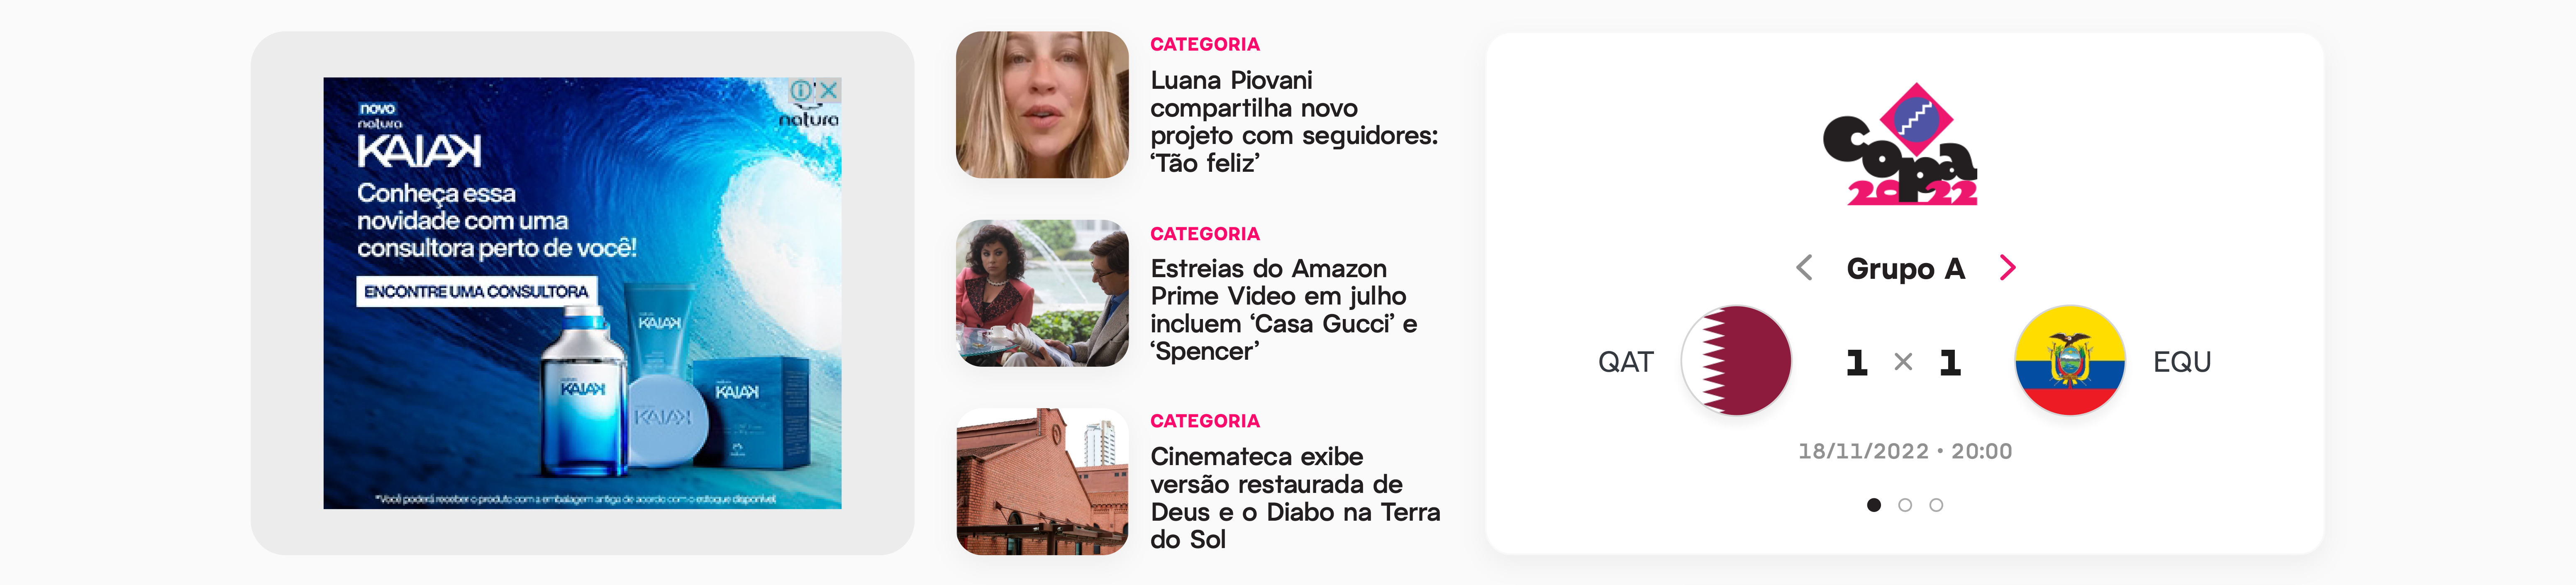 novo
natura
KAIAK
Conheça essa
novidade com uma
consultora perto de você!
ENCONTRE UMA CONSULTORA
natura
KAIAK
KAIAK
KAIAK
KAIAK
*Você poderá receber o produto com a embalagem antiga de acordo com o estoque disponível.
CATEGORIA
Luana Piovani
compartilha novo
projeto com seguidores:
‘Tão feliz’
CATEGORIA
Estreias do Amazon
Prime Video em julho
incluem ‘Casa Gucci’ e
‘Spencer’
CATEGORIA
Cinemateca exibe
versão restaurada de
Deus e o Diabo na Terra
do Sol
Copa
2022
Grupo A
QAT 1 × 1 EQU
18/11/2022 • 20:00